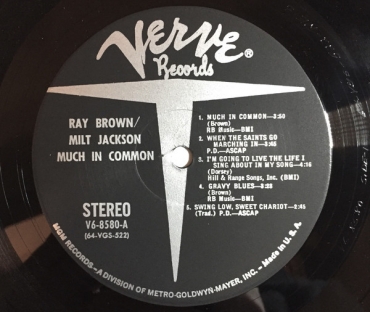 Verve®
Records
RAY BROWN/
MILT JACKSON
MUCH IN COMMON
1. MUCH IN COMMON—3:50
(Brown)
RB Music—BMI
2. WHEN THE SAINTS GO
MARCHING IN—3:45
P.D.—ASCAP
3. I'M GOING TO LIVE THE LIFE I
SING ABOUT IN MY SONG—4:16
(Dorsey)
Hill & Range Songs, Inc. (BMI)
4. GRAVY BLUES—8:28
(Brown)
RB Music—BMI
5. SWING LOW, SWEET CHARIOT—2:45
(Trad.) P.D.—ASCAP
STEREO
V6-8580-A
(64-VGS-522)
MGM RECORDS—A DIVISION OF METRO-GOLDWYN-MAYER, INC.—Made in U.S.A.